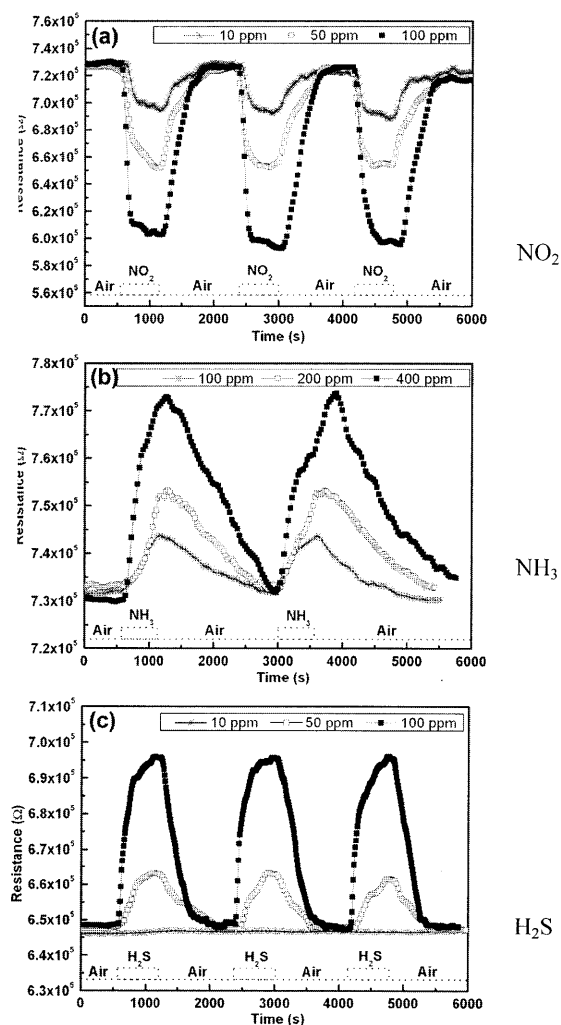 (a)
10 ppm 50 ppm 100 ppm
7.6x10⁵
7.4x10⁵
7.2x10⁵
7.0x10⁵
6.8x10⁵
6.6x10⁵
6.4x10⁵
6.2x10⁵
6.0x10⁵
5.8x10⁵
5.6x10⁵
Resistance (Ω)
NO₂ NO₂ NO₂
Air Air Air Air
0 1000 2000 3000 4000 5000 6000
Time (s)
NO₂
(b)
100 ppm 200 ppm 400 ppm
7.8x10⁵
7.7x10⁵
7.6x10⁵
7.5x10⁵
7.4x10⁵
7.3x10⁵
7.2x10⁵
Resistance (Ω)
NH₃ NH₃
Air Air Air
0 1000 2000 3000 4000 5000 6000
Time (s)
NH₃
(c)
10 ppm 50 ppm 100 ppm
7.1x10⁵
7.0x10⁵
6.9x10⁵
6.8x10⁵
6.7x10⁵
6.6x10⁵
6.5x10⁵
6.4x10⁵
6.3x10⁵
Resistance (Ω)
H₂S H₂S H₂S
Air Air Air Air
0 1000 2000 3000 4000 5000 6000
Time (s)
H₂S